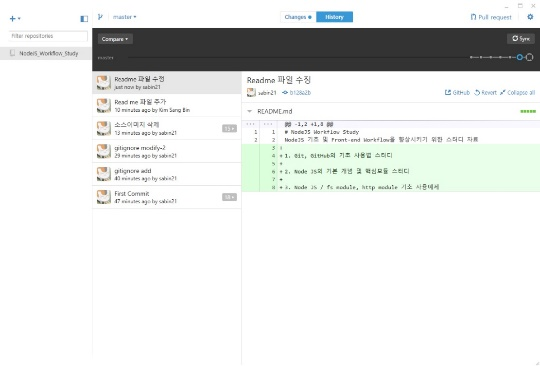 master
Changes
History
Pull request
Filter repositories
NodeJS_Workflow_Study
Compare
Sync
master
Readme 파일 수정
just now by sabin21
Read me 파일 추가
10 minutes ago by Kim Sang Bin
소스이미지 삭제
13 minutes ago by sabin21
gitignore modify-2
29 minutes ago by sabin21
gitignore add
40 minutes ago by sabin21
First Commit
47 minutes ago by sabin21
Readme 파일 수정
sabin21 b128a2b GitHub Revert Collapse all
README.md
@@ -1,2 +1,8 @@
1 1 # NodeJS Workflow Study
2 2 NodeJS 기초 및 Front-end Workflow를 향상시키기 위한 스터디 자료
3 +
4 + 1. Git, GitHub의 기초 사용법 스터디
5 +
6 + 2. Node JS의 기본 개념 및 핵심모듈 스터디
7 +
8 + 3. Node JS / fs module, http module 기초 사용예제